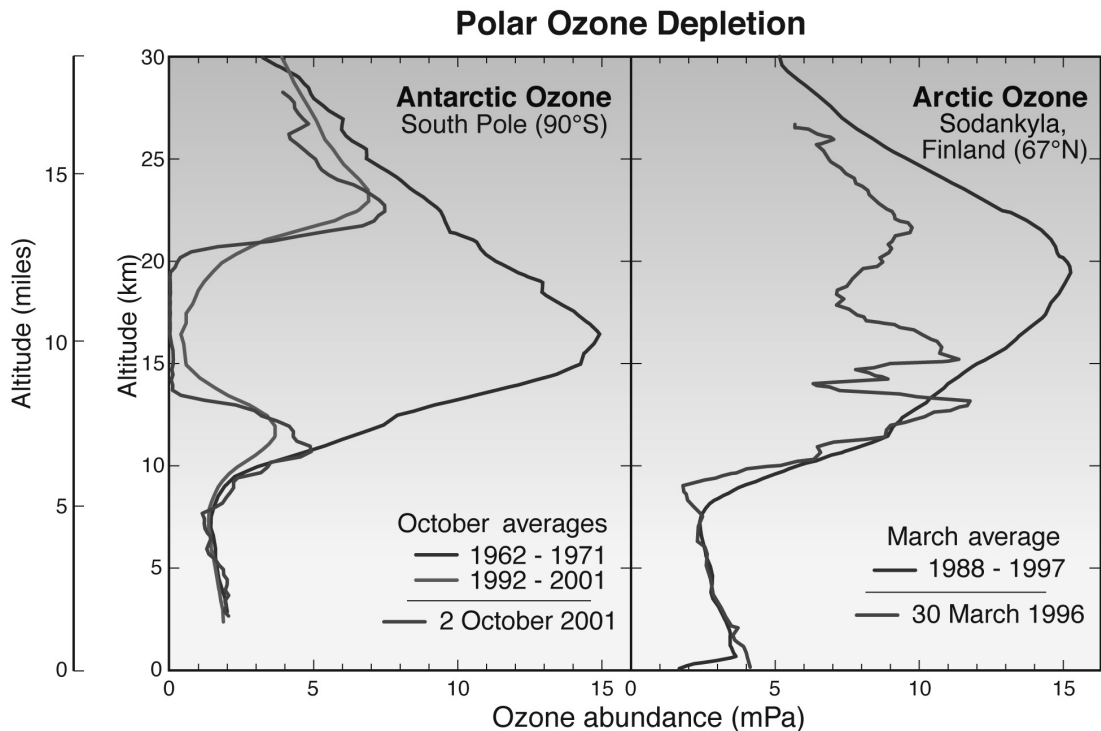 Polar Ozone Depletion
Altitude (miles)
15
10
5
0
Altitude (km)
30
25
20
15
10
5
0
Antarctic Ozone
South Pole (90°S)
October averages
1962 - 1971
1992 - 2001
2 October 2001
Arctic Ozone
Sodankyla,
Finland (67°N)
March average
1988 - 1997
30 March 1996
0 5 10 15 0 5 10 15
Ozone abundance (mPa)